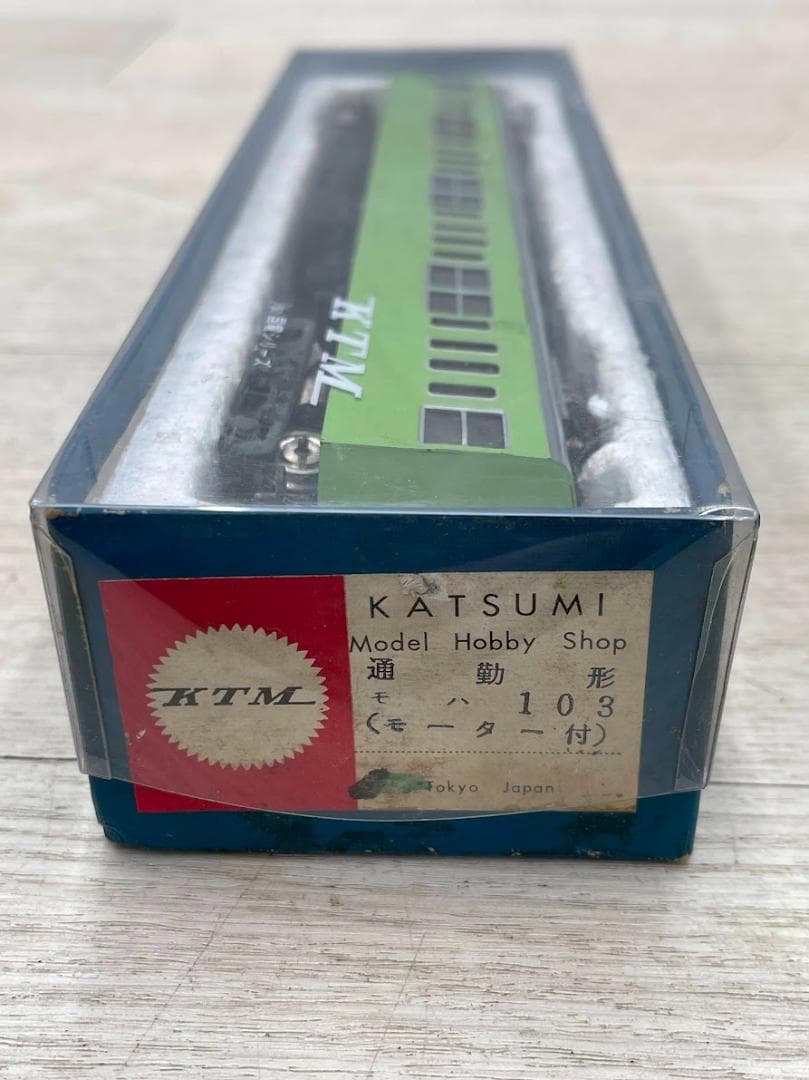 KTM
KTM
KATSUMI
Model Hobby Shop
通勤形
モハ 103
(モーター付)
Tokyo Japan